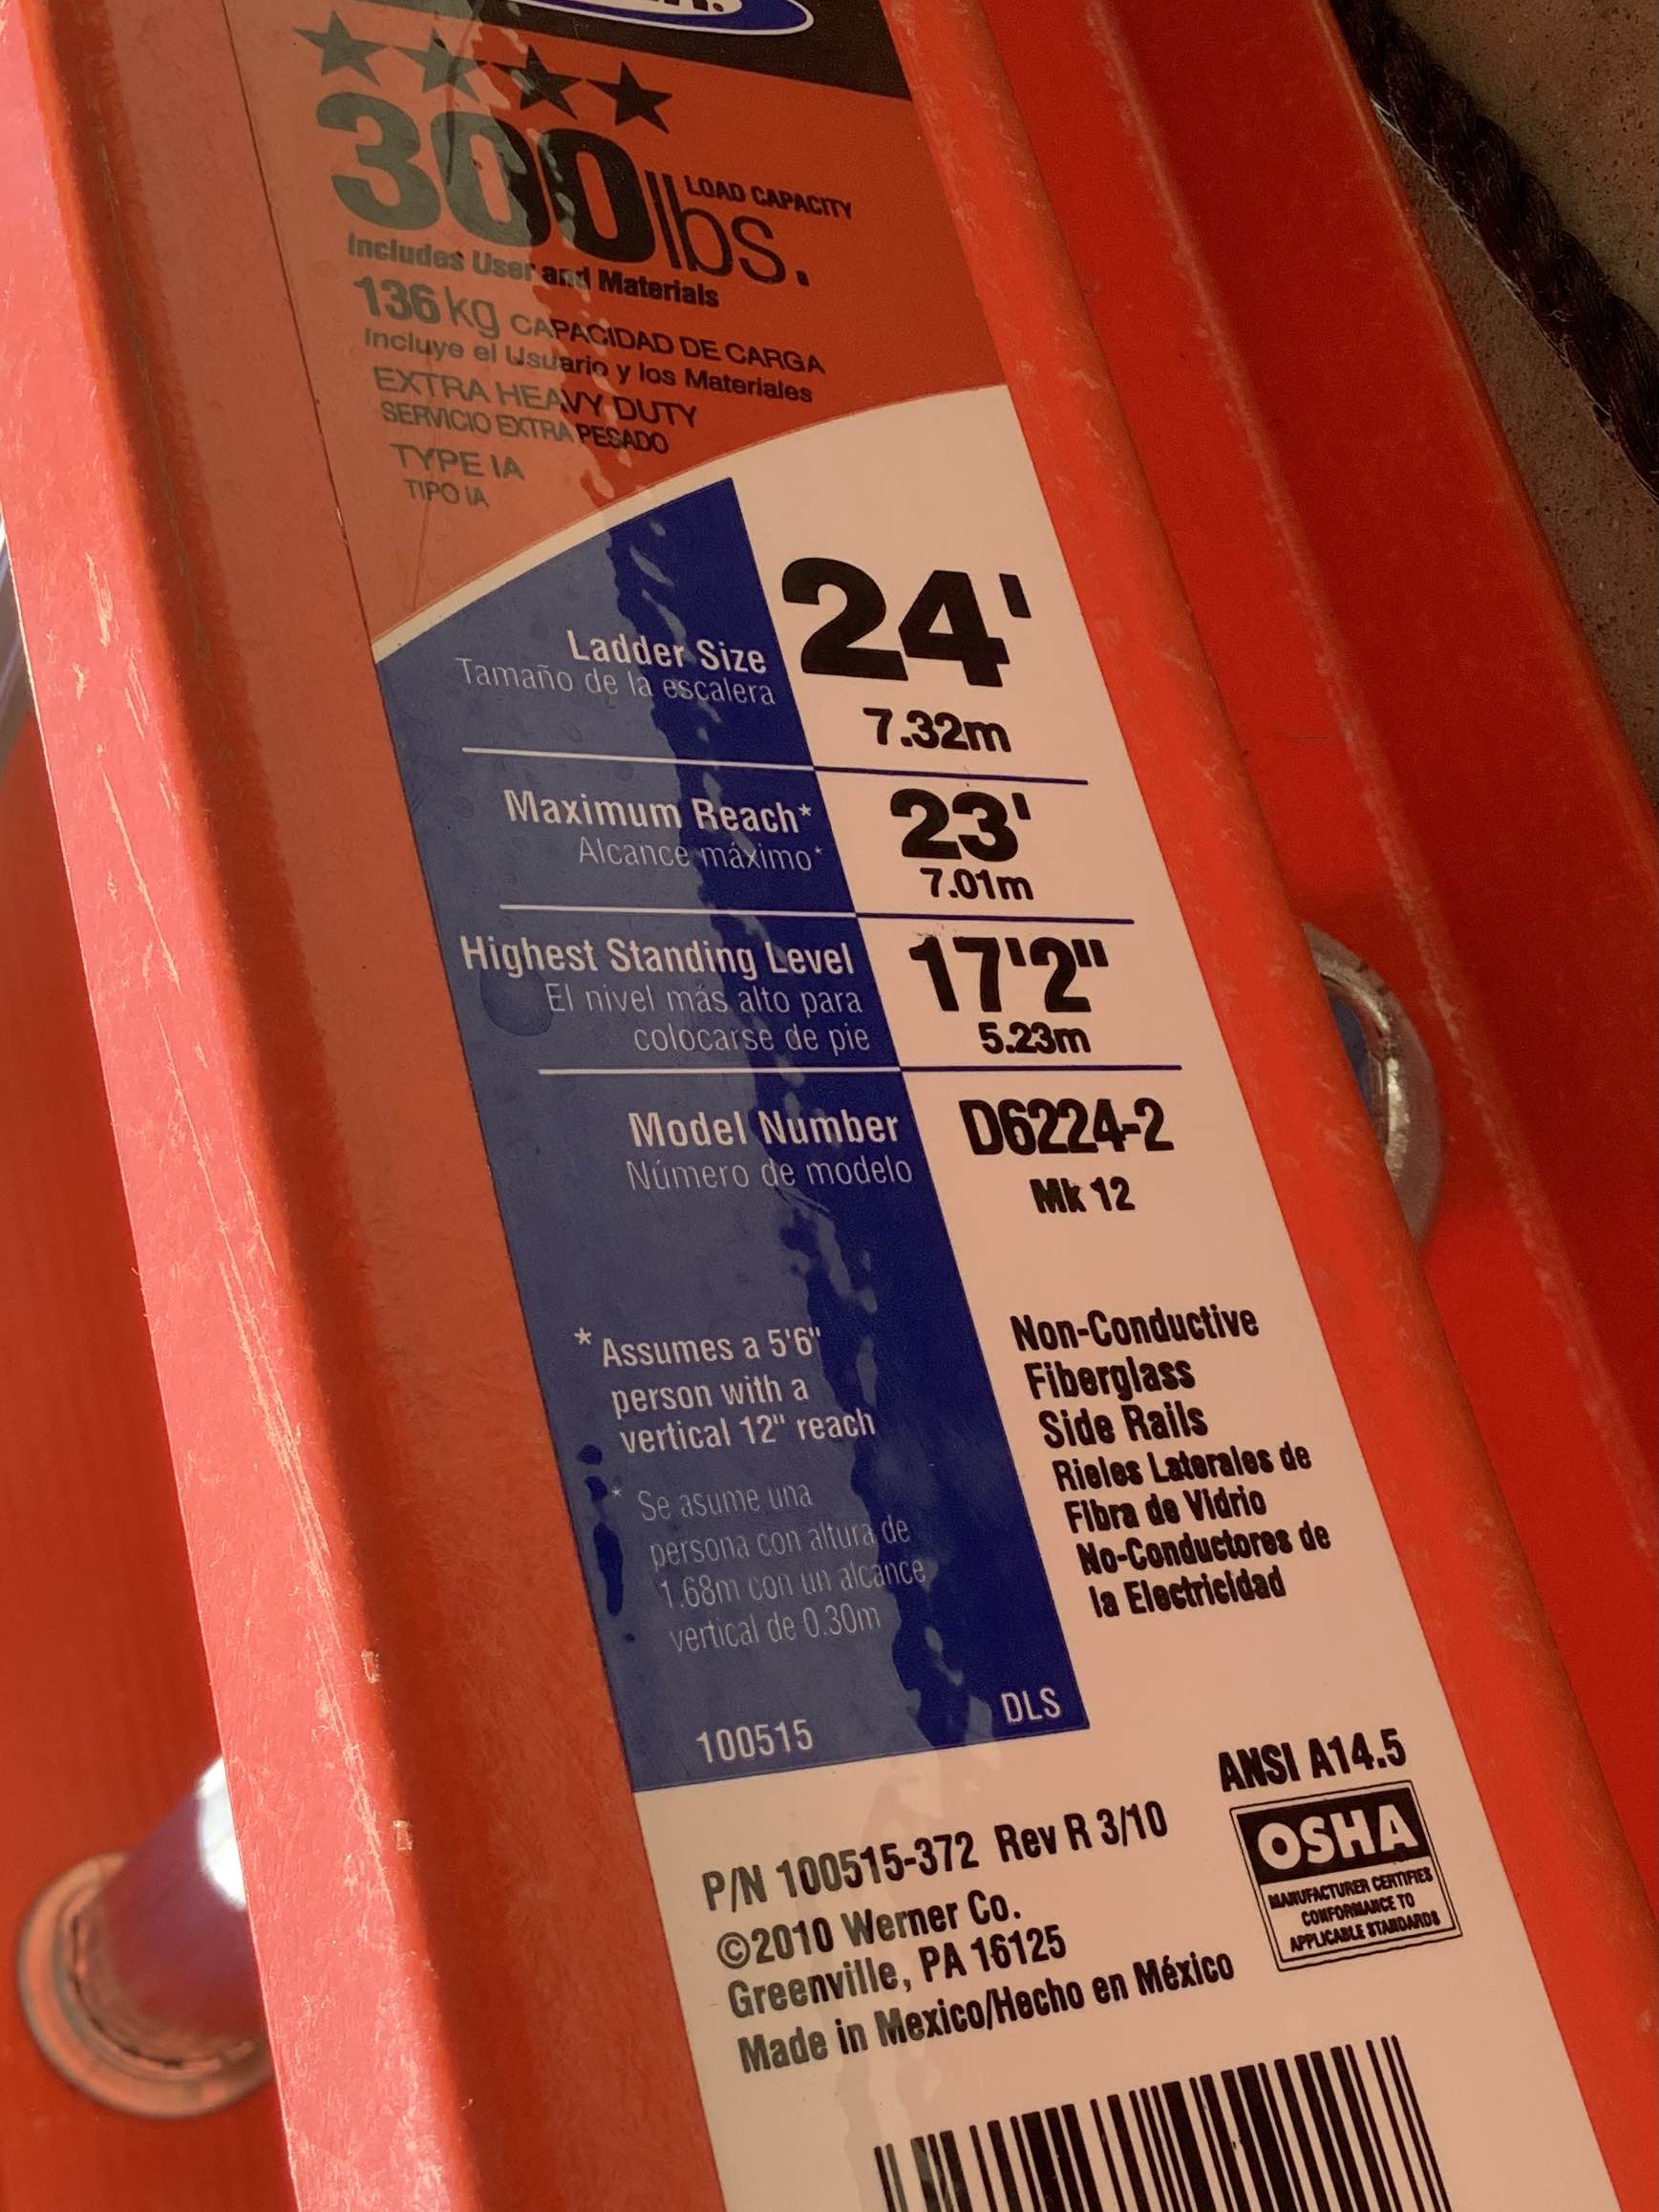 300 lbs. LOAD CAPACITY
Includes User and Materials
136 kg CAPACIDAD DE CARGA
Incluye el Usuario y los Materiales
EXTRA HEAVY DUTY
SERVICIO EXTRA PESADO
TYPE IA
TIPO IA
Ladder Size 24'
Tamaño de la escalera 7.32m
Maximum Reach* 23'
Alcance máximo* 7.01m
Highest Standing Level 17'2"
El nivel más alto para
colocarse de pie 5.23m
Model Number D6224-2
Número de modelo Mk 12
* Assumes a 5'6"
person with a
vertical 12" reach
* Se asume una
persona con altura de
1.68m con un alcance
vertical de 0.30m
Non-Conductive
Fiberglass
Side Rails
Rieles Laterales de
Fibra de Vidrio
No-Conductores de
la Electricidad
100515 DLS
ANSI A14.5
OSHA
MANUFACTURER CERTIFIES
CONFORMANCE TO
APPLICABLE STANDARDS
P/N 100515-372 Rev R 3/10
©2010 Werner Co.
Greenville, PA 16125
Made in Mexico/Hecho en México